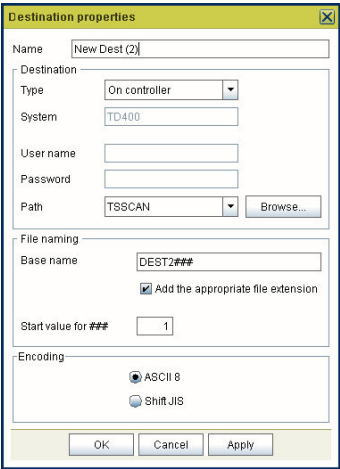 Destination properties
Name New Dest (2)
Destination
Type On controller
System TD400
User name
Password
Path TSSCAN Browse...
File naming
Base name DEST2###
Add the appropriate file extension
Start value for ### 1
Encoding
ASCII 8
Shift JIS
OK Cancel Apply